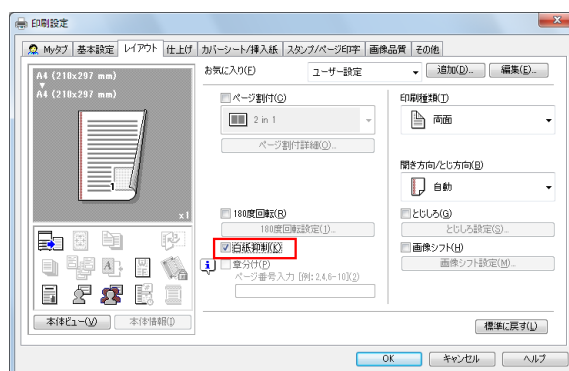 印刷設定
Myタブ 基本設定 レイアウト 仕上げ カバーシート/挿入紙 スタンプ/ページ印字 画像品質 その他
A4 (210x297 mm)
A4 (210x297 mm)
1
x1
本体ビュー(V) 本体情報(I)
お気に入り(F) ユーザー設定 追加(D)... 編集(E)...
ページ割付(C)
2 in 1
ページ割付詳細(O)...
180度回転(R)
180度回転設定(1)...
白紙抑制(K)
章分け(P)
ページ番号入力 [例: 2,4,6-10](2)
印刷種類(T)
両面
開き方向/とじ方向(B)
自動
とじしろ(G)
とじしろ設定(S)...
画像シフト(H)
画像シフト設定(M)...
標準に戻す(L)
OK キャンセル ヘルプ